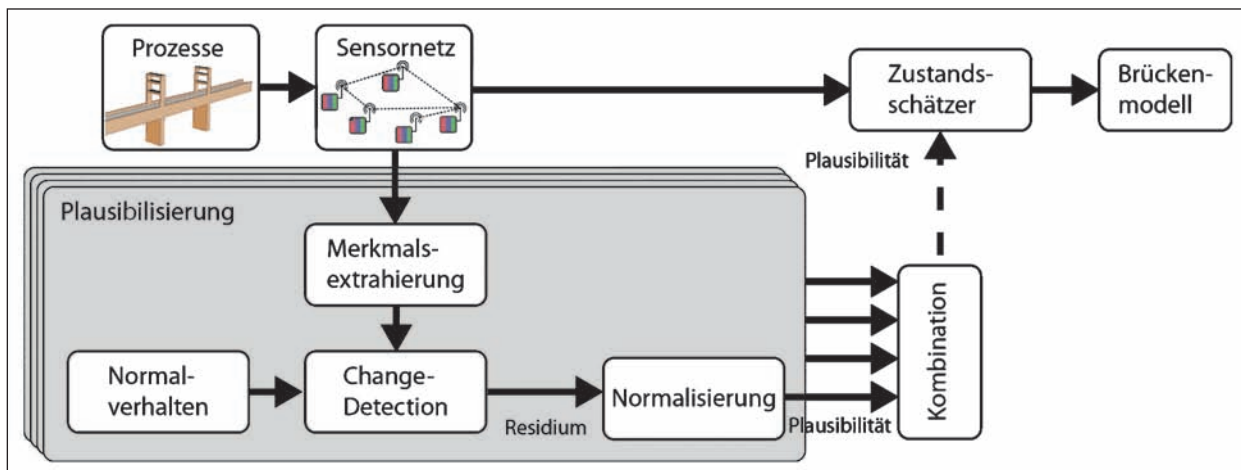 Prozesse
Sensornetz
Zustands-
schätzer
Brücken-
modell
Plausibilität
Plausibilisierung
Merkmals-
extrahierung
Normal-
verhalten
Change-
Detection
Residium
Normalisierung
Plausibilität
Kombination